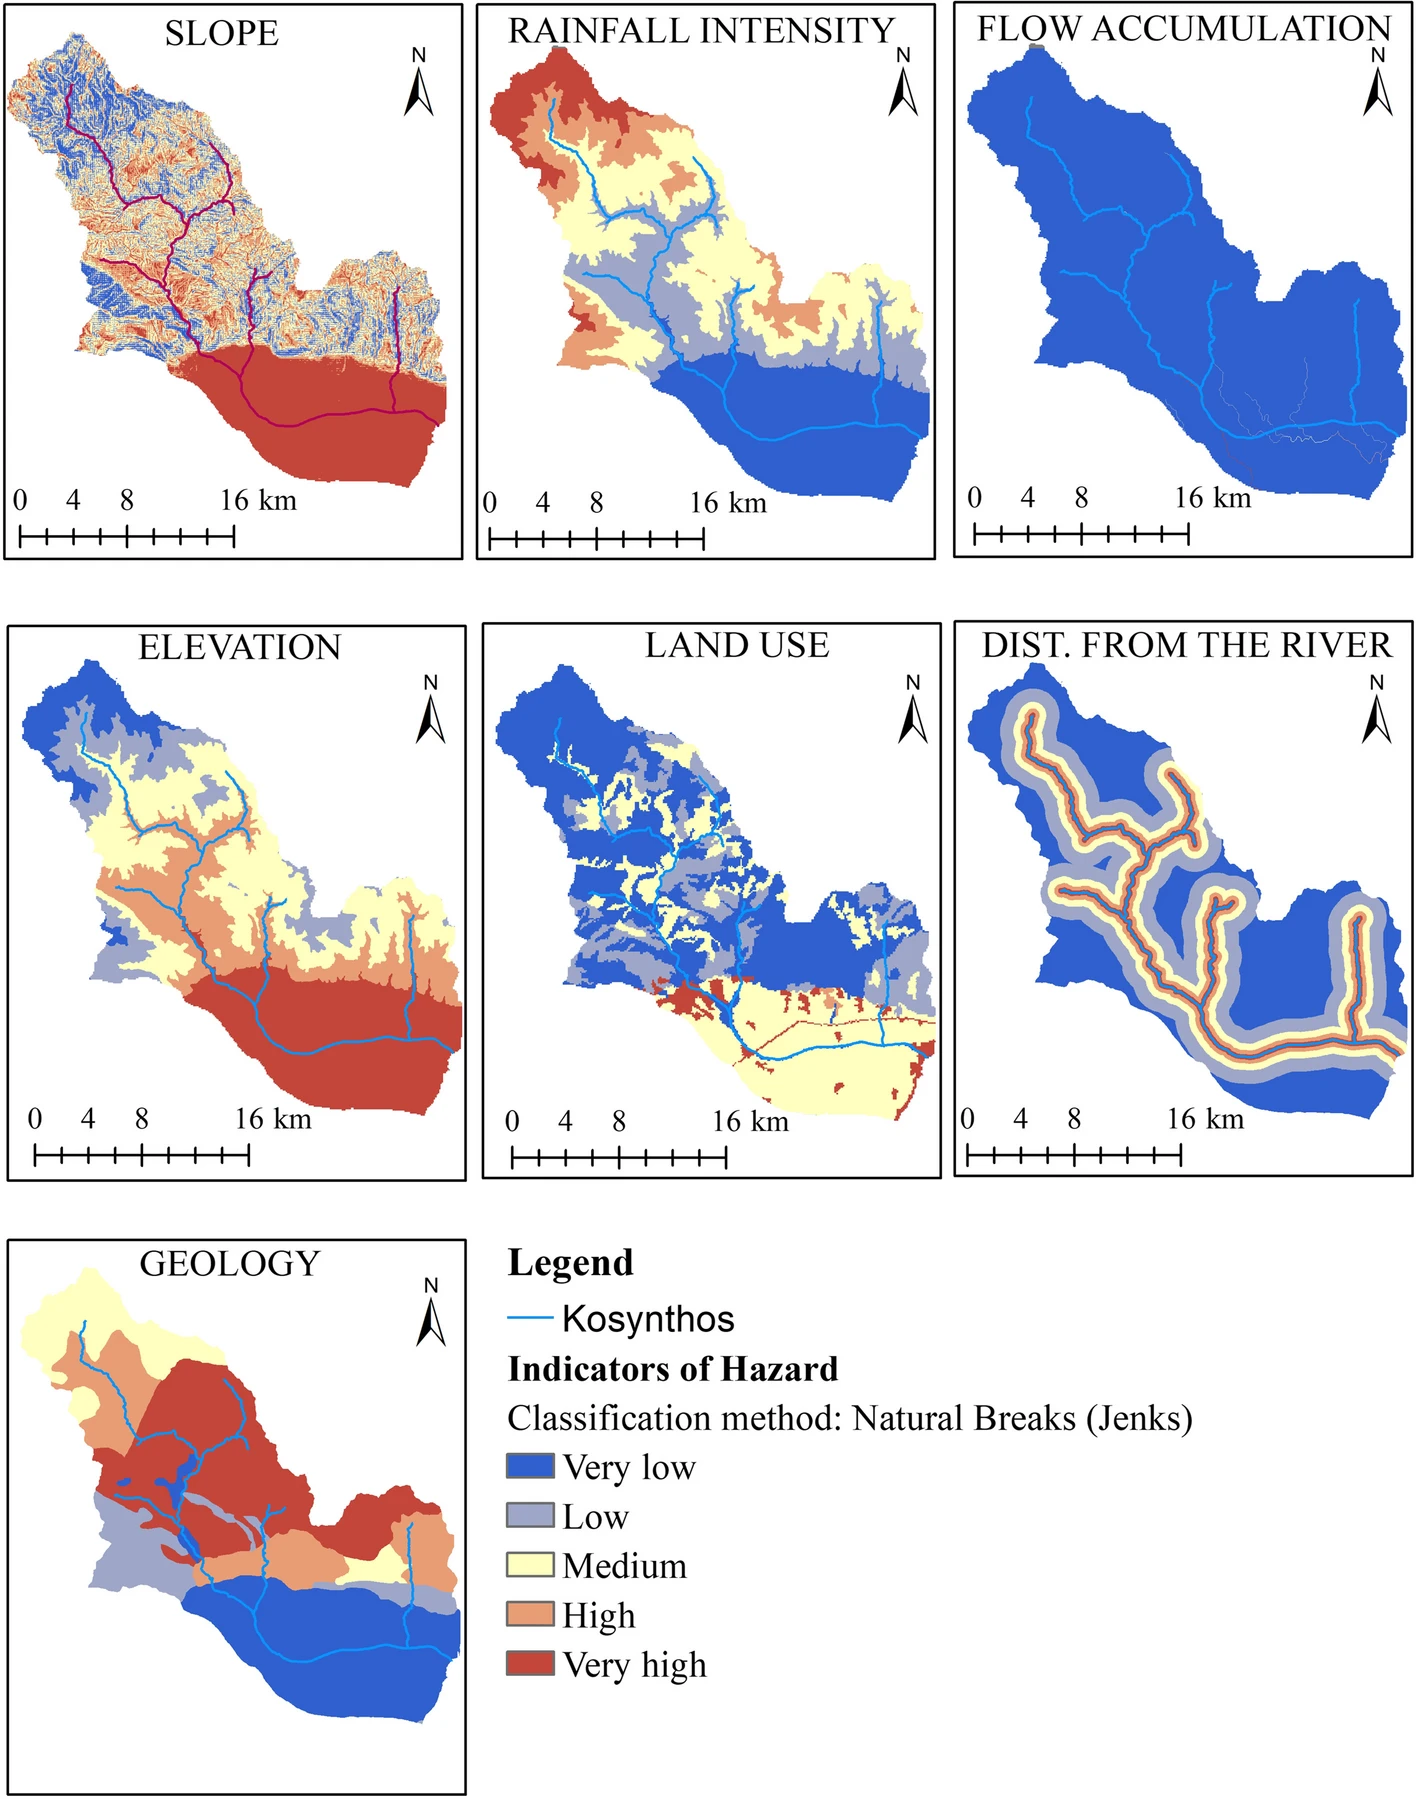 SLOPE
N
0 4 8 16 km
RAINFALL INTENSITY
N
0 4 8 16 km
FLOW ACCUMULATION
N
0 4 8 16 km
ELEVATION
N
0 4 8 16 km
LAND USE
N
0 4 8 16 km
DIST. FROM THE RIVER
N
0 4 8 16 km
GEOLOGY
N
Legend
Kosynthos
Indicators of Hazard
Classification method: Natural Breaks (Jenks)
Very low
Low
Medium
High
Very high